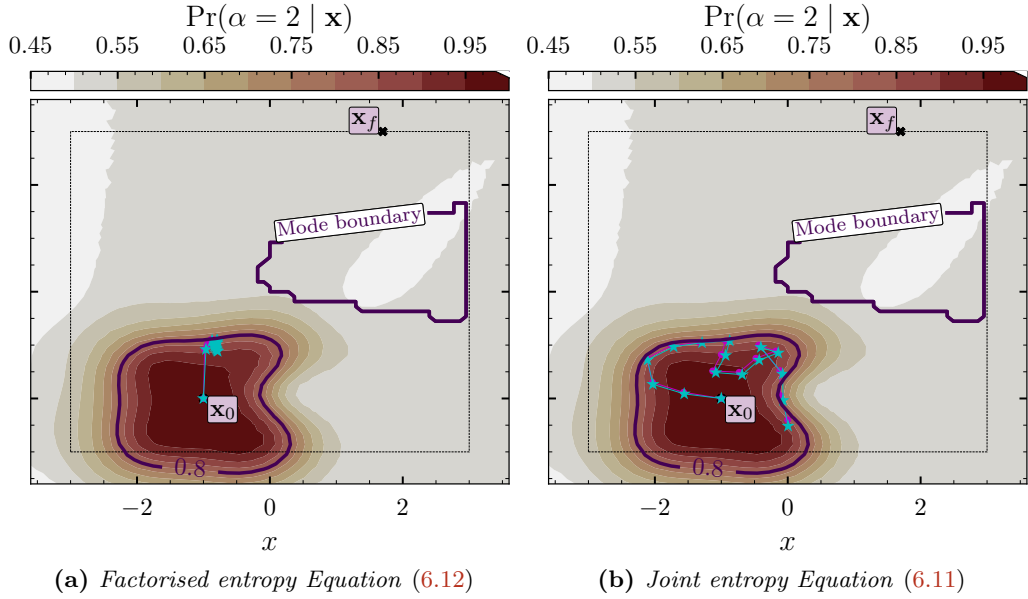 Pr(α = 2 | x)
0.45 0.55 0.65 0.75 0.85 0.95
x_f
Mode boundary
x_0
0.8
−2 0 2
x
(a) Factorised entropy Equation (6.12)
Pr(α = 2 | x)
0.45 0.55 0.65 0.75 0.85 0.95
x_f
Mode boundary
x_0
0.8
−2 0 2
x
(b) Joint entropy Equation (6.11)